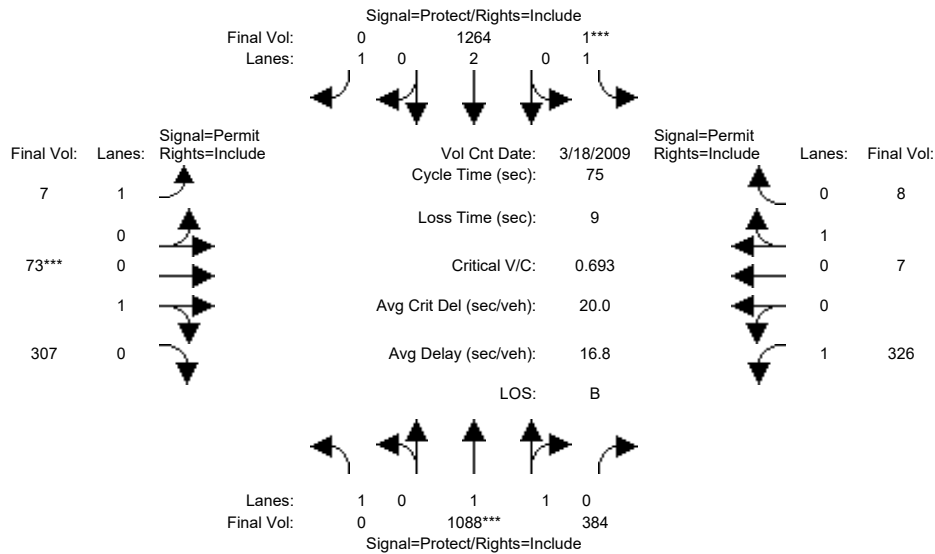 Signal=Protect/Rights=Include
Final Vol: 0 1264 1***
Lanes: 1 0 2 0 1
Signal=Permit
Final Vol: Lanes: Rights=Include
Vol Cnt Date: 3/18/2009
Signal=Permit
Rights=Include Lanes: Final Vol:
Cycle Time (sec): 75
7 1
0 8
Loss Time (sec): 9
0
1
73*** 0
Critical V/C: 0.693
0 7
1
Avg Crit Del (sec/veh): 20.0
0
307 0
Avg Delay (sec/veh): 16.8
1 326
LOS: B
Lanes: 1 0 1 1 0
Final Vol: 0 1088*** 384
Signal=Protect/Rights=Include